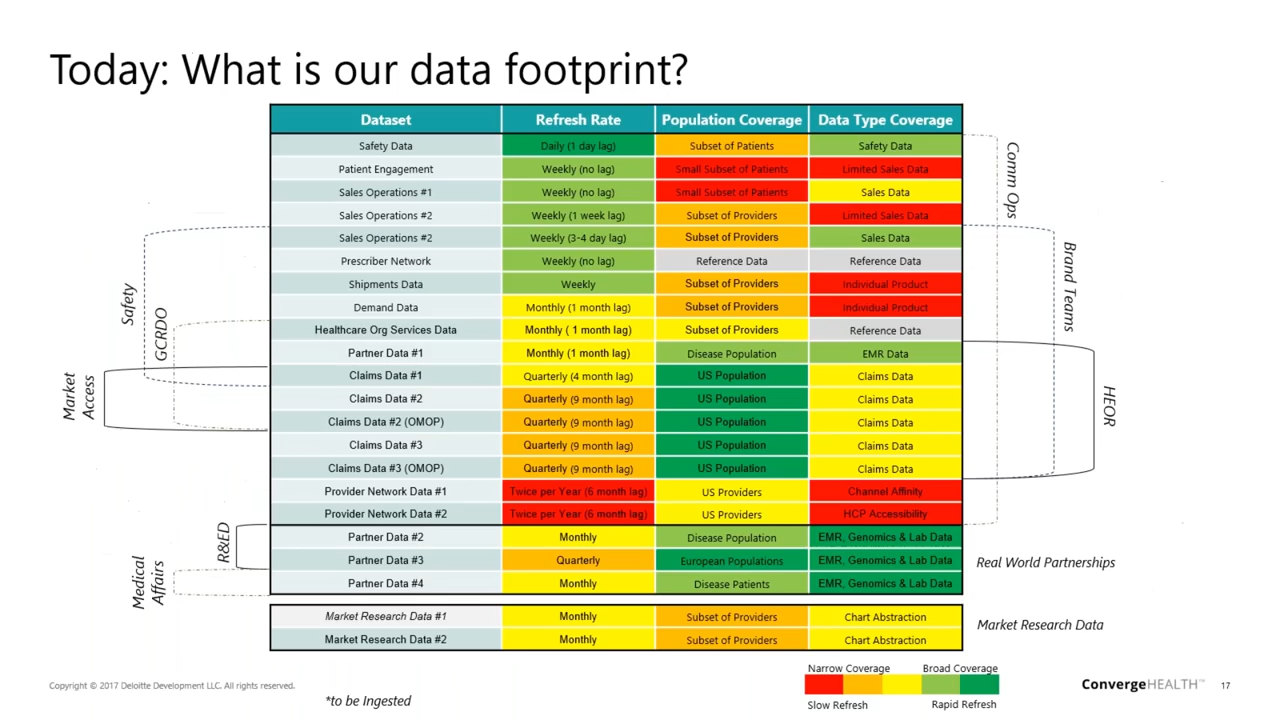 Today: What is our data footprint?
Dataset Refresh Rate Population Coverage Data Type Coverage
Safety Data Daily (1 day lag) Subset of Patients Safety Data
Patient Engagement Weekly (no lag) Small Subset of Patients Limited Sales Data
Sales Operations #1 Weekly (no lag) Small Subset of Patients Sales Data
Sales Operations #2 Weekly (1 week lag) Subset of Providers Limited Sales Data
Sales Operations #2 Weekly (3-4 day lag) Subset of Providers Sales Data
Prescriber Network Weekly (no lag) Reference Data Reference Data
Shipments Data Weekly Subset of Providers Individual Product
Demand Data Monthly (1 month lag) Subset of Providers Individual Product
Healthcare Org Services Data Monthly ( 1 month lag) Subset of Providers Reference Data
Partner Data #1 Monthly (1 month lag) Disease Population EMR Data
Claims Data #1 Quarterly (4 month lag) US Population Claims Data
Claims Data #2 Quarterly (9 month lag) US Population Claims Data
Claims Data #2 (OMOP) Quarterly (9 month lag) US Population Claims Data
Claims Data #3 Quarterly (9 month lag) US Population Claims Data
Claims Data #3 (OMOP) Quarterly (9 month lag) US Population Claims Data
Provider Network Data #1 Twice per Year (6 month lag) US Providers Channel Affinity
Provider Network Data #2 Twice per Year (6 month lag) US Providers HCP Accessibility
Partner Data #2 Monthly Disease Population EMR, Genomics & Lab Data
Partner Data #3 Quarterly European Populations EMR, Genomics & Lab Data
Partner Data #4 Monthly Disease Patients EMR, Genomics & Lab Data
Market Research Data #1 Monthly Subset of Providers Chart Abstraction
Market Research Data #2 Monthly Subset of Providers Chart Abstraction
Safety
GCRDO
Market
Access
R&ED
Medical
Affairs
Comm Ops
Brand Teams
HEOR
Real World Partnerships
Market Research Data
Narrow Coverage Broad Coverage
Slow Refresh Rapid Refresh
Copyright © 2017 Deloitte Development LLC. All rights reserved.
*to be Ingested
ConvergeHEALTH™ 17